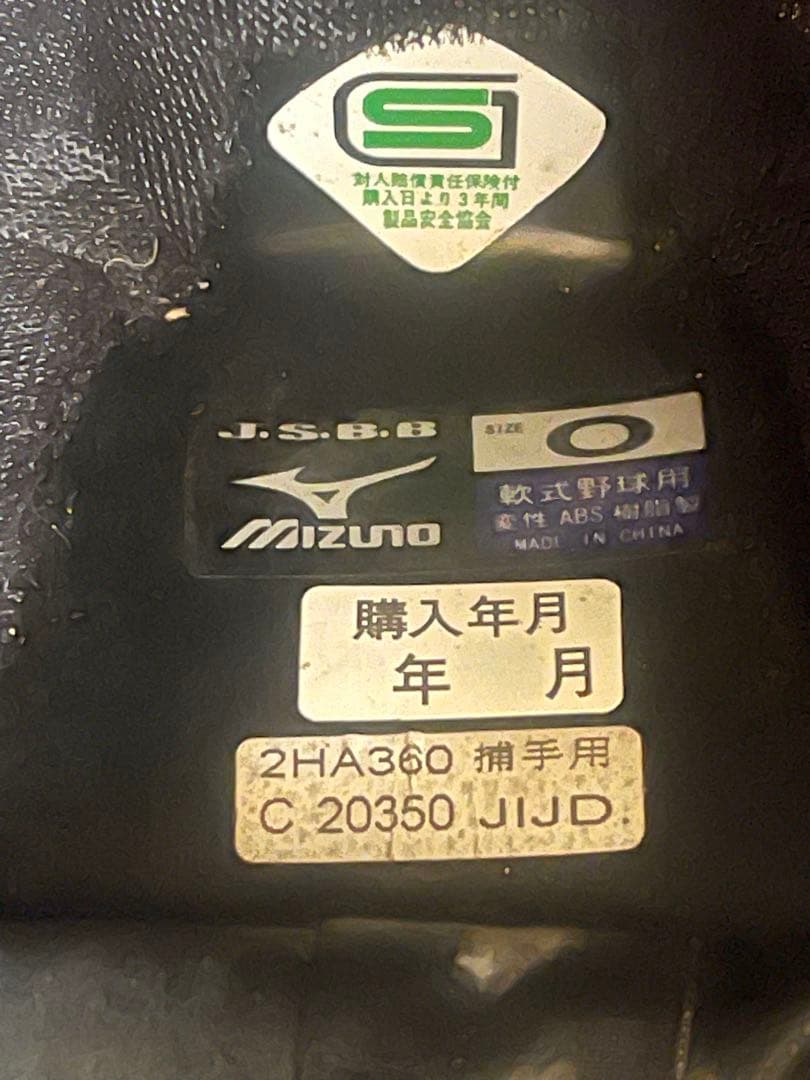 SG
対人賠償責任保険付
購入日より3年間
製品安全協会
J.S.B.B
MIZUNO
SIZE O
軟式野球用
変性 ABS 樹脂製
MADE IN CHINA
購入年月
年 月
2HA360 捕手用
C 20350 JIJD.